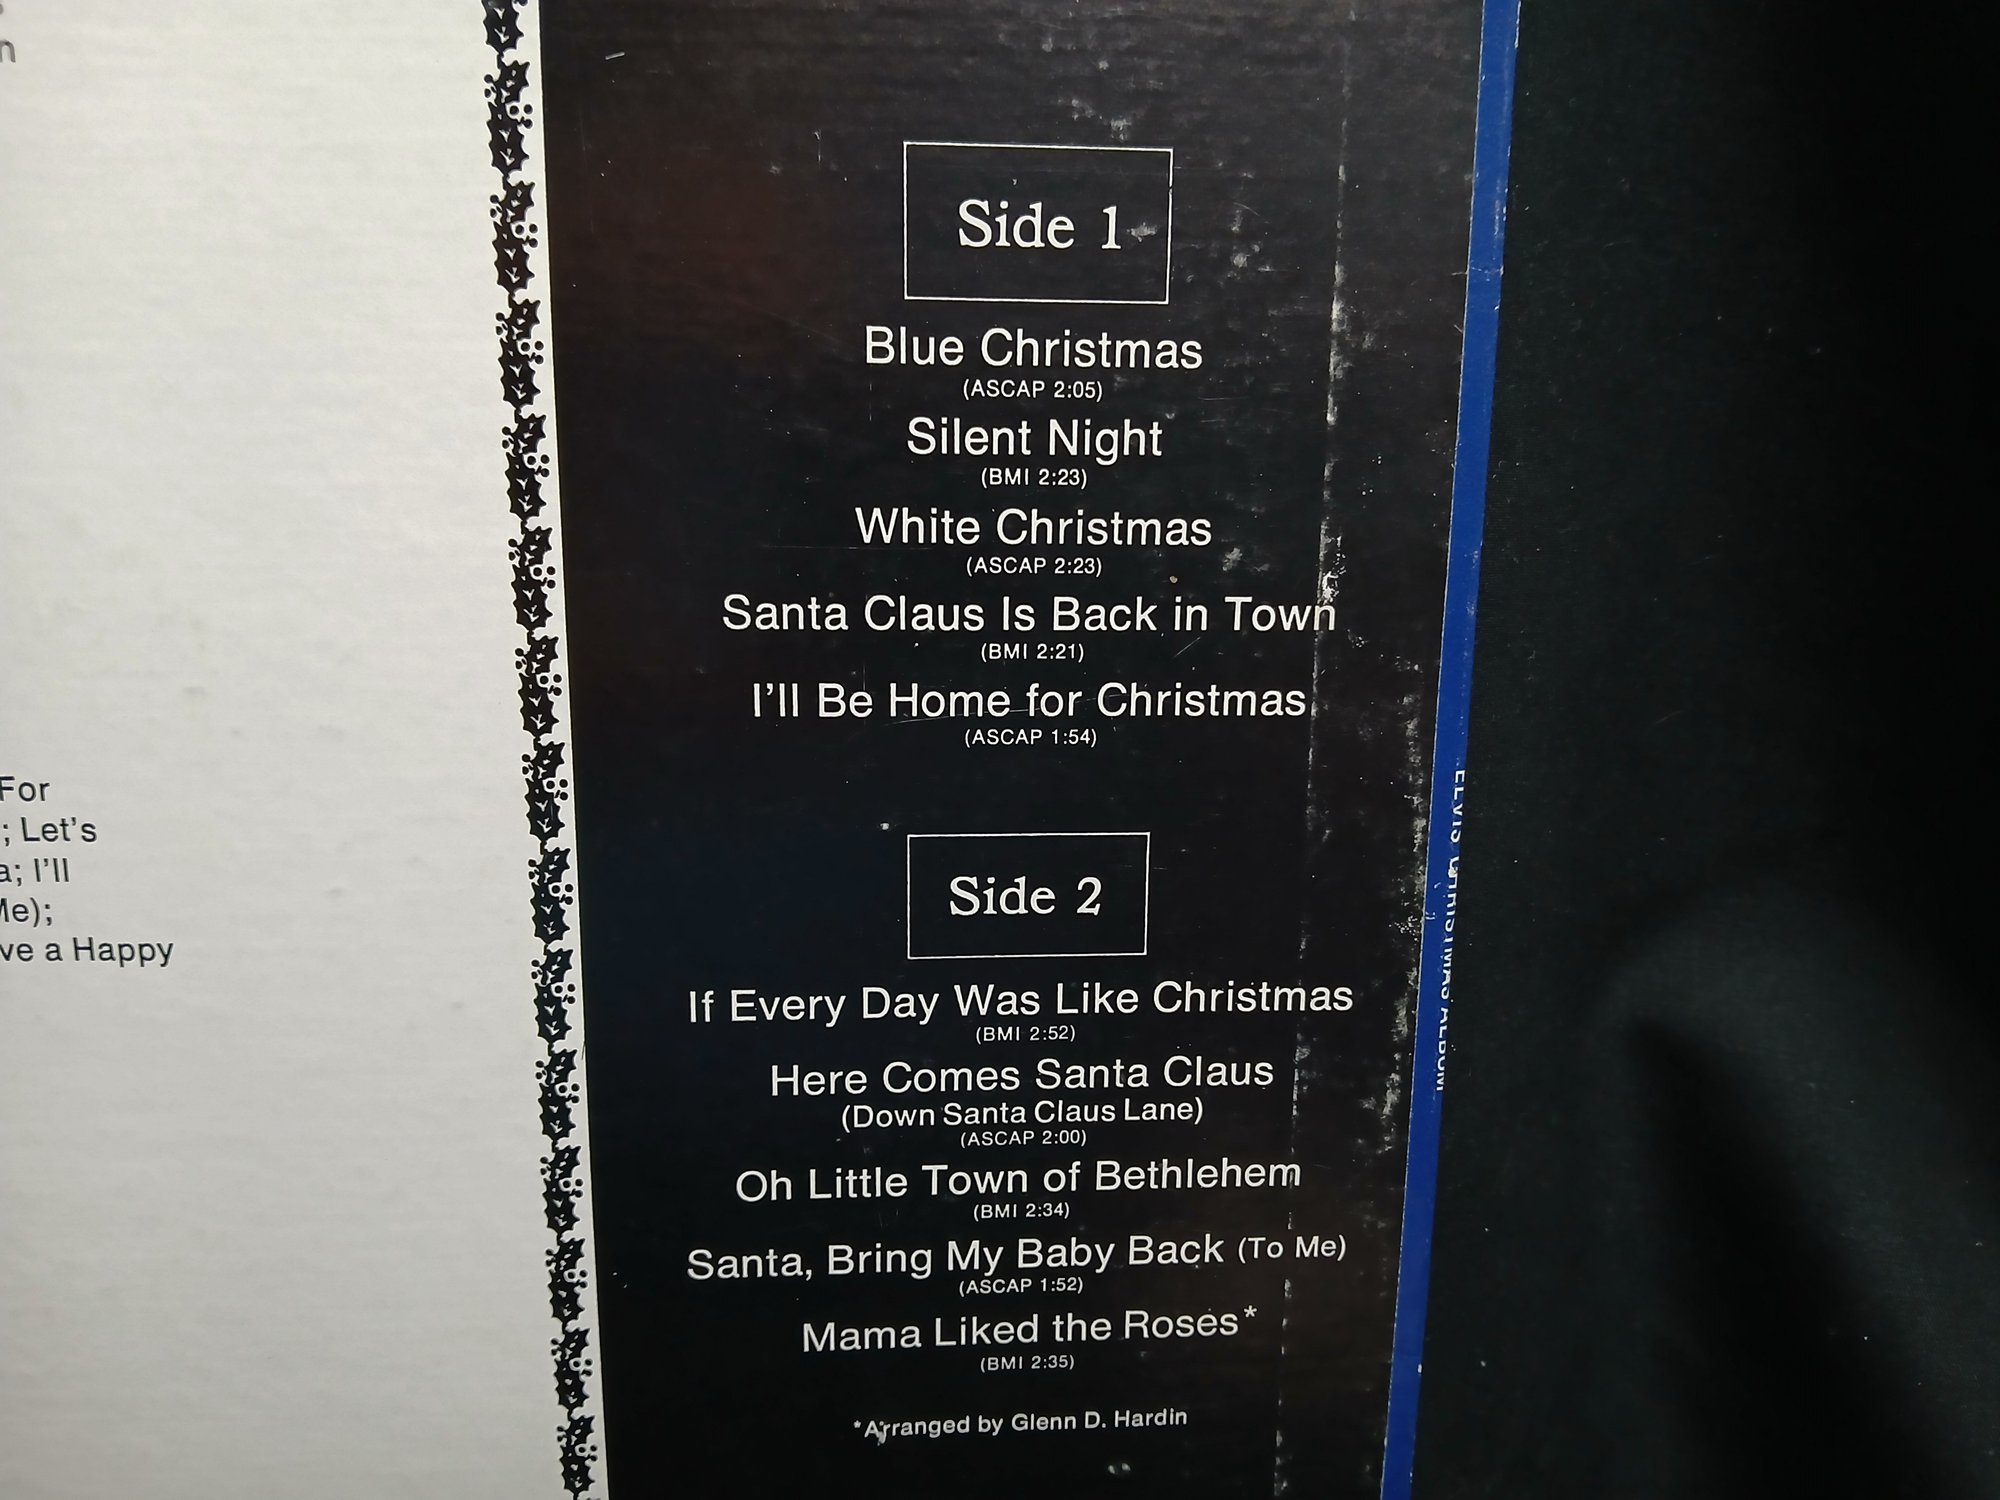 n
For
; Let's
a; I'll
Me);
ve a Happy
Side 1
Blue Christmas
(ASCAP 2:05)
Silent Night
(BMI 2:23)
White Christmas
(ASCAP 2:23)
Santa Claus Is Back in Town
(BMI 2:21)
I'll Be Home for Christmas
(ASCAP 1:54)
Side 2
If Every Day Was Like Christmas
(BMI 2:52)
Here Comes Santa Claus
(Down Santa Claus Lane)
(ASCAP 2:00)
Oh Little Town of Bethlehem
(BMI 2:34)
Santa, Bring My Baby Back (To Me)
(ASCAP 1:52)
Mama Liked the Roses*
(BMI 2:35)
*Arranged by Glenn D. Hardin
ELVIS' CHRISTMAS ALBUM